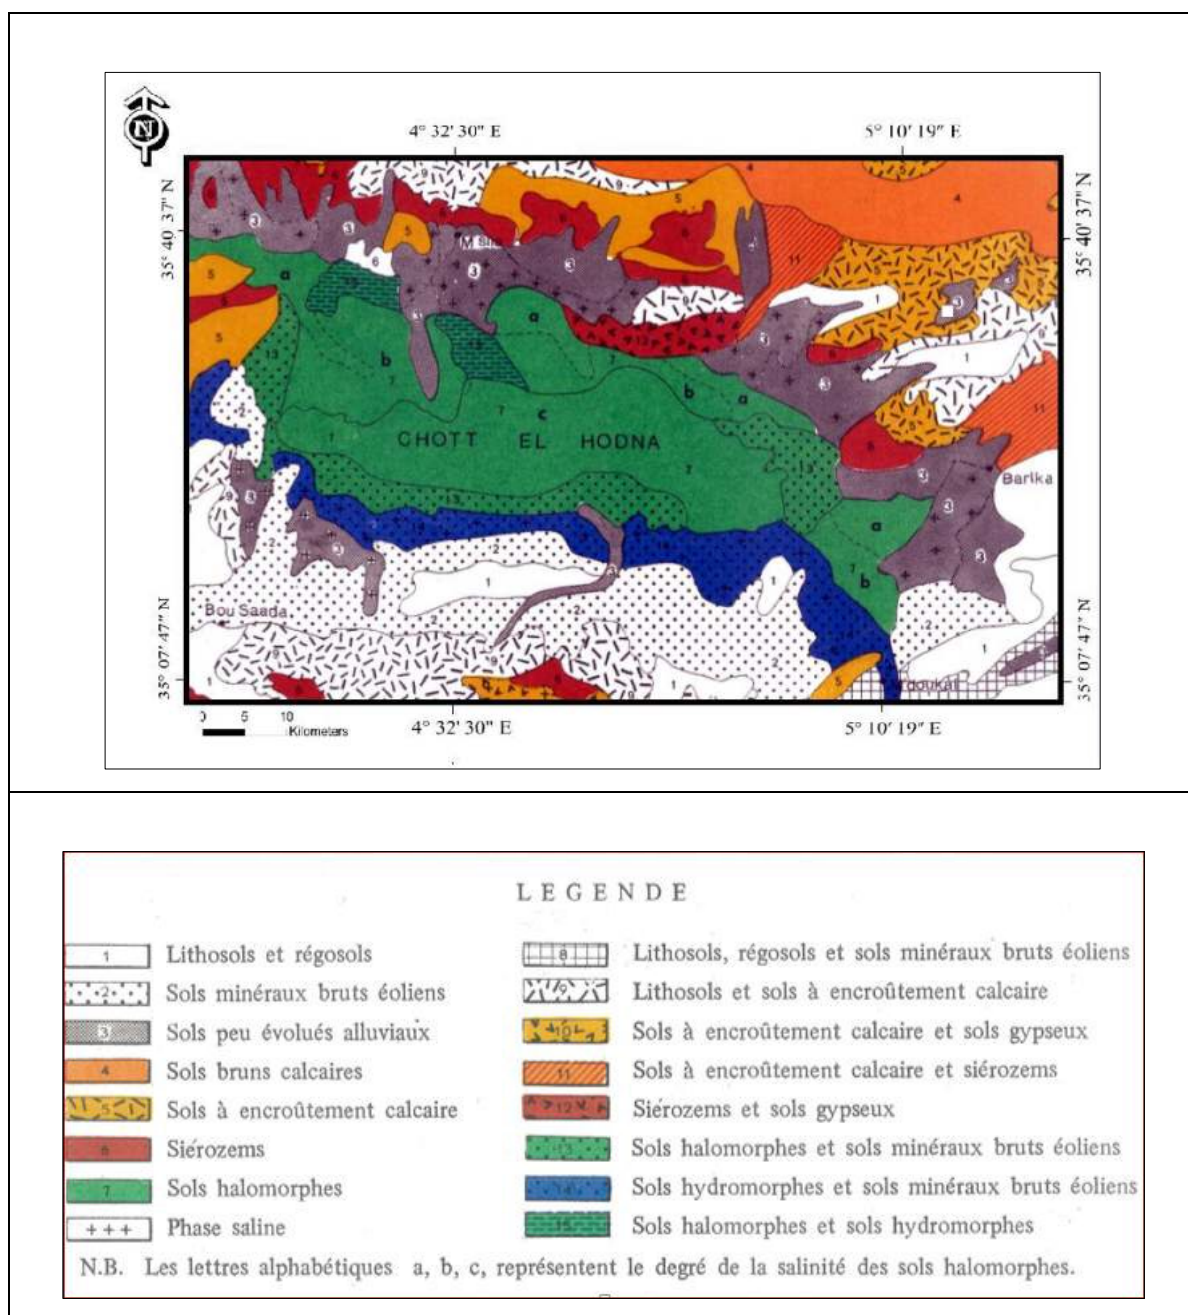 N
4° 32' 30" E
5° 10' 19" E
35° 40' 37" N
35° 40' 37" N
CHOTT EL HODNA
Barika
Bou Saada
35° 07' 47" N
35° 07' 47" N
0 5 10
Kilometers
4° 32' 30" E
5° 10' 19" E
LEGENDE
1 Lithosols et régosols
2 Sols minéraux bruts éoliens
3 Sols peu évolués alluviaux
4 Sols bruns calcaires
5 Sols à encroûtement calcaire
6 Siérozems
7 Sols halomorphes
+++ Phase saline
8 Lithosols, régosols et sols minéraux bruts éoliens
9 Lithosols et sols à encroûtement calcaire
10 Sols à encroûtement calcaire et sols gypseux
11 Sols à encroûtement calcaire et siérozems
12 Siérozems et sols gypseux
13 Sols halomorphes et sols minéraux bruts éoliens
14 Sols hydromorphes et sols minéraux bruts éoliens
15 Sols halomorphes et sols hydromorphes
N.B. Les lettres alphabétiques a, b, c, représentent le degré de la salinité des sols halomorphes.